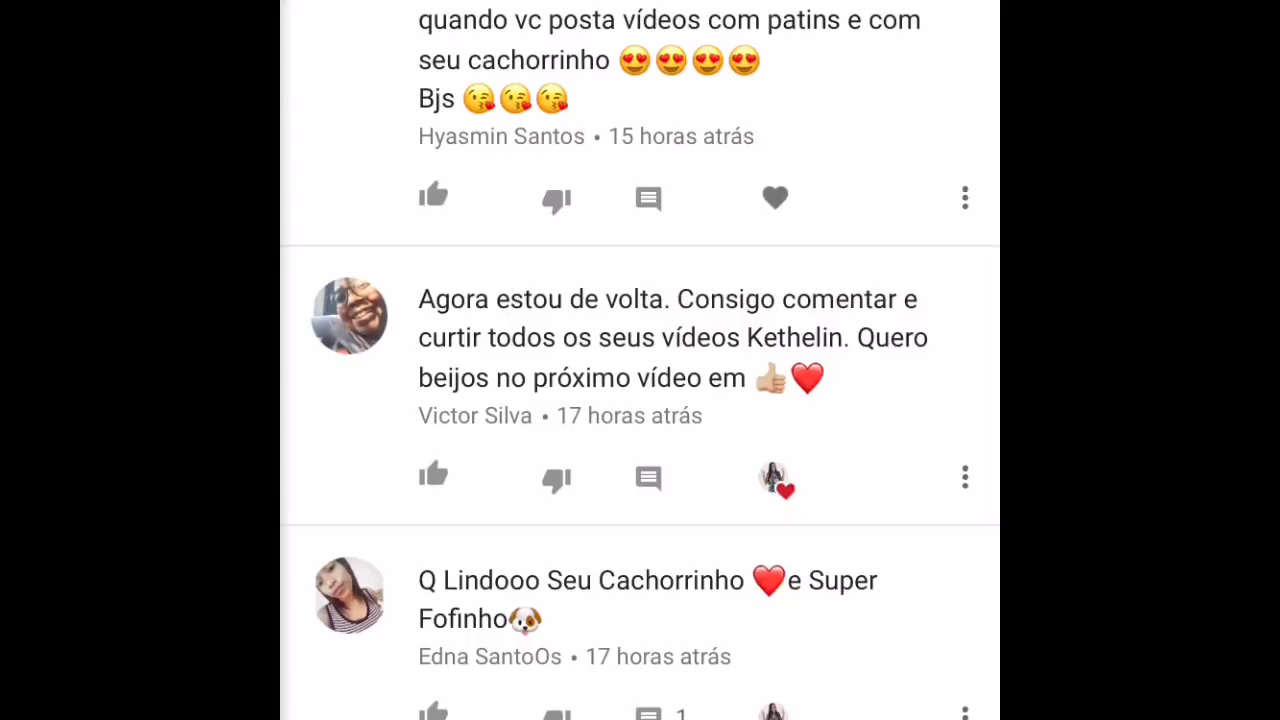 quando vc posta vídeos com patins e com
seu cachorrinho 😍😍😍😍
Bjs 😘😘😘
Hyasmin Santos • 15 horas atrás
Agora estou de volta. Consigo comentar e
curtir todos os seus vídeos Kethelin. Quero
beijos no próximo vídeo em 👍🏼❤️
Victor Silva • 17 horas atrás
Q Lindooo Seu Cachorrinho ❤️e Super
Fofinho🐶
Edna SantoOs • 17 horas atrás
1